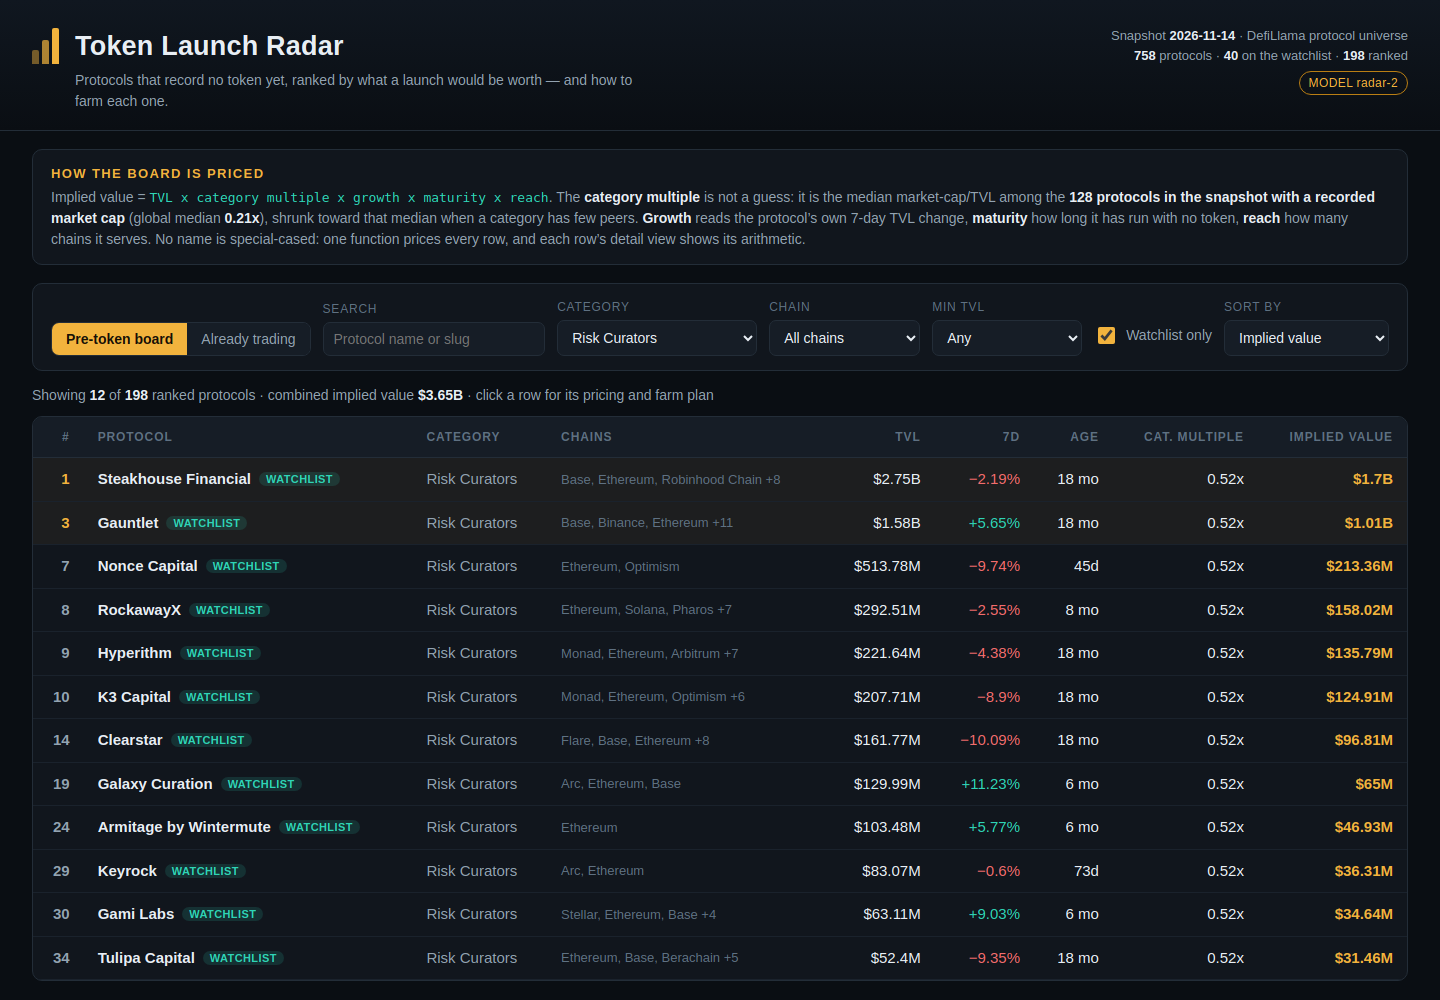 Token Launch Radar
Protocols that record no token yet, ranked by what a launch would be worth — and how to
farm each one.
Snapshot 2026-11-14 · DefiLlama protocol universe
758 protocols · 40 on the watchlist · 198 ranked
MODEL radar-2
HOW THE BOARD IS PRICED
Implied value = TVL x category multiple x growth x maturity x reach. The category multiple is not a guess: it is the median market-cap/TVL among the 128 protocols in the snapshot with a recorded
market cap (global median 0.21x), shrunk toward that median when a category has few peers. Growth reads the protocol's own 7-day TVL change, maturity how long it has run with no token, reach how many
chains it serves. No name is special-cased: one function prices every row, and each row's detail view shows its arithmetic.
Pre-token board Already trading
SEARCH
Protocol name or slug
CATEGORY
Risk Curators
CHAIN
All chains
MIN TVL
Any
Watchlist only
SORT BY
Implied value
Showing 12 of 198 ranked protocols · combined implied value $3.65B · click a row for its pricing and farm plan
# PROTOCOL CATEGORY CHAINS TVL 7D AGE CAT. MULTIPLE IMPLIED VALUE
1 Steakhouse Financial WATCHLIST Risk Curators Base, Ethereum, Robinhood Chain +8 $2.75B −2.19% 18 mo 0.52x $1.7B
3 Gauntlet WATCHLIST Risk Curators Base, Binance, Ethereum +11 $1.58B +5.65% 18 mo 0.52x $1.01B
7 Nonce Capital WATCHLIST Risk Curators Ethereum, Optimism $513.78M −9.74% 45d 0.52x $213.36M
8 RockawayX WATCHLIST Risk Curators Ethereum, Solana, Pharos +7 $292.51M −2.55% 8 mo 0.52x $158.02M
9 Hyperithm WATCHLIST Risk Curators Monad, Ethereum, Arbitrum +7 $221.64M −4.38% 18 mo 0.52x $135.79M
10 K3 Capital WATCHLIST Risk Curators Monad, Ethereum, Optimism +6 $207.71M −8.9% 18 mo 0.52x $124.91M
14 Clearstar WATCHLIST Risk Curators Flare, Base, Ethereum +8 $161.77M −10.09% 18 mo 0.52x $96.81M
19 Galaxy Curation WATCHLIST Risk Curators Arc, Ethereum, Base $129.99M +11.23% 6 mo 0.52x $65M
24 Armitage by Wintermute WATCHLIST Risk Curators Ethereum $103.48M +5.77% 6 mo 0.52x $46.93M
29 Keyrock WATCHLIST Risk Curators Arc, Ethereum $83.07M −0.6% 73d 0.52x $36.31M
30 Gami Labs WATCHLIST Risk Curators Stellar, Ethereum, Base +4 $63.11M +9.03% 6 mo 0.52x $34.64M
34 Tulipa Capital WATCHLIST Risk Curators Ethereum, Base, Berachain +5 $52.4M −9.35% 18 mo 0.52x $31.46M